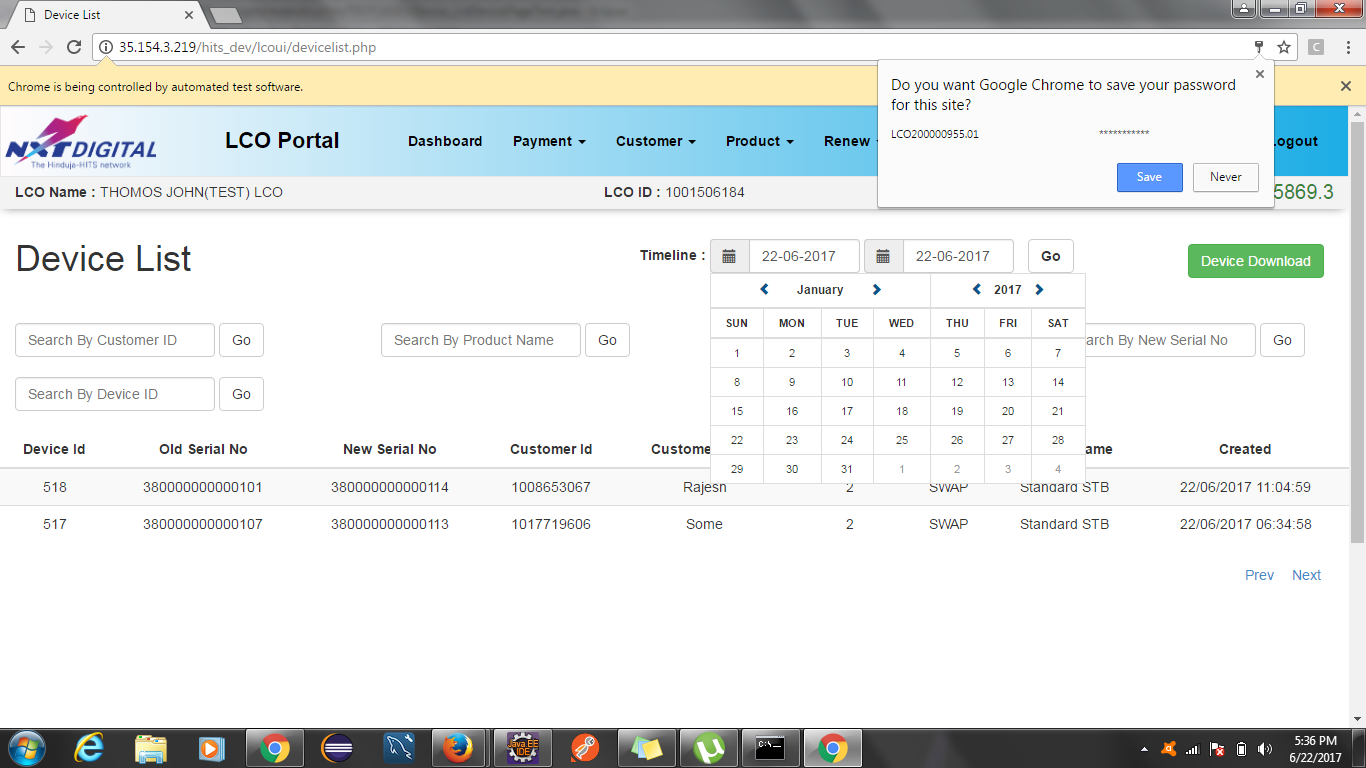 Device List
35.154.3.219/hits_dev/lcoui/devicelist.php
C
Chrome is being controlled by automated test software.
Do you want Google Chrome to save your password
for this site?
LCO200000955.01 ***********
Save Never
NXTDIGITAL
The Hinduja-HITS network
LCO Portal
Dashboard Payment Customer Product Renew Logout
LCO Name : THOMOS JOHN(TEST) LCO LCO ID : 1001506184 5869.3
Device List
Timeline : 22-06-2017 22-06-2017 Go
Device Download
January 2017
SUN MON TUE WED THU FRI SAT
1 2 3 4 5 6 7
8 9 10 11 12 13 14
15 16 17 18 19 20 21
22 23 24 25 26 27 28
29 30 31 1 2 3 4
Search By Customer ID Go Search By Product Name Go arch By New Serial No Go
Search By Device ID Go
Device Id Old Serial No New Serial No Customer Id Custome ame Created
518 380000000000101 380000000000114 1008653067 Rajesh 2 SWAP Standard STB 22/06/2017 11:04:59
517 380000000000107 380000000000113 1017719606 Some 2 SWAP Standard STB 22/06/2017 06:34:58
Prev Next
Java EE
IDE
C:\.
5:36 PM
6/22/2017